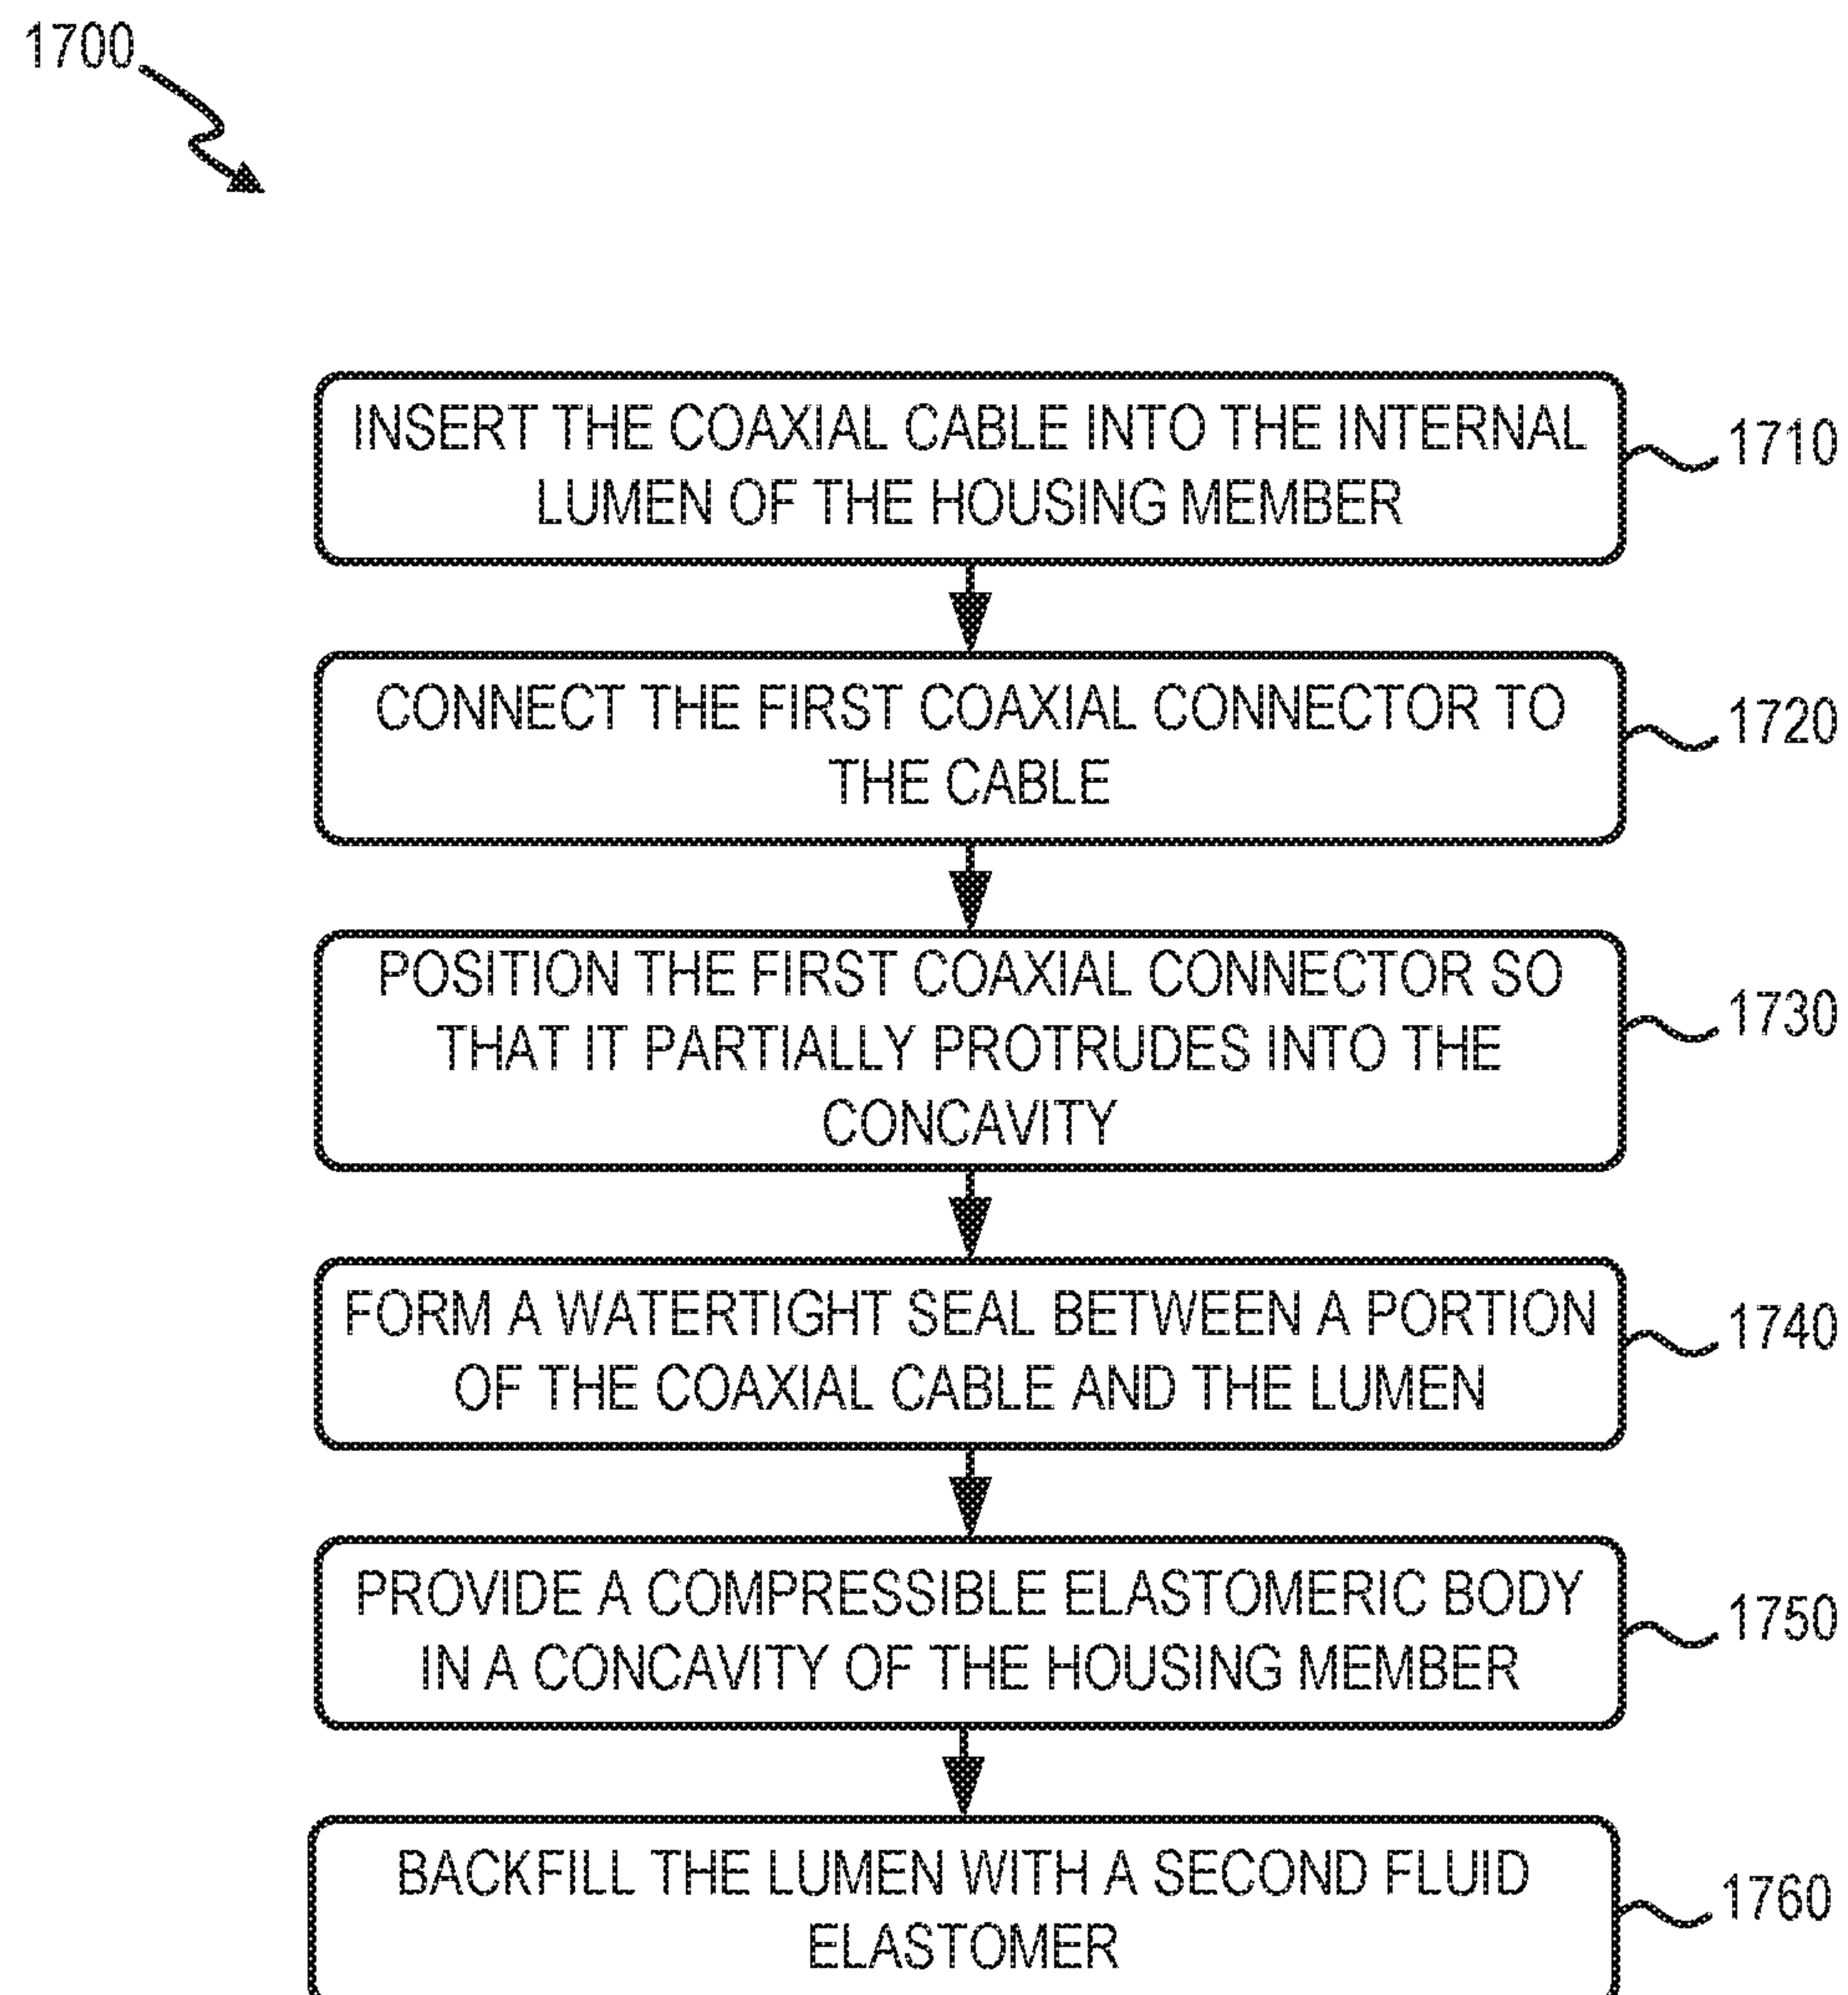 1700
INSERT THE COAXIAL CABLE INTO THE INTERNAL
LUMEN OF THE HOUSING MEMBER
1710
CONNECT THE FIRST COAXIAL CONNECTOR TO
THE CABLE
1720
POSITION THE FIRST COAXIAL CONNECTOR SO
THAT IT PARTIALLY PROTRUDES INTO THE
CONCAVITY
1730
FORM A WATERTIGHT SEAL BETWEEN A PORTION
OF THE COAXIAL CABLE AND THE LUMEN
1740
PROVIDE A COMPRESSIBLE ELASTOMERIC BODY
IN A CONCAVITY OF THE HOUSING MEMBER
1750
BACKFILL THE LUMEN WITH A SECOND FLUID
ELASTOMER
1760